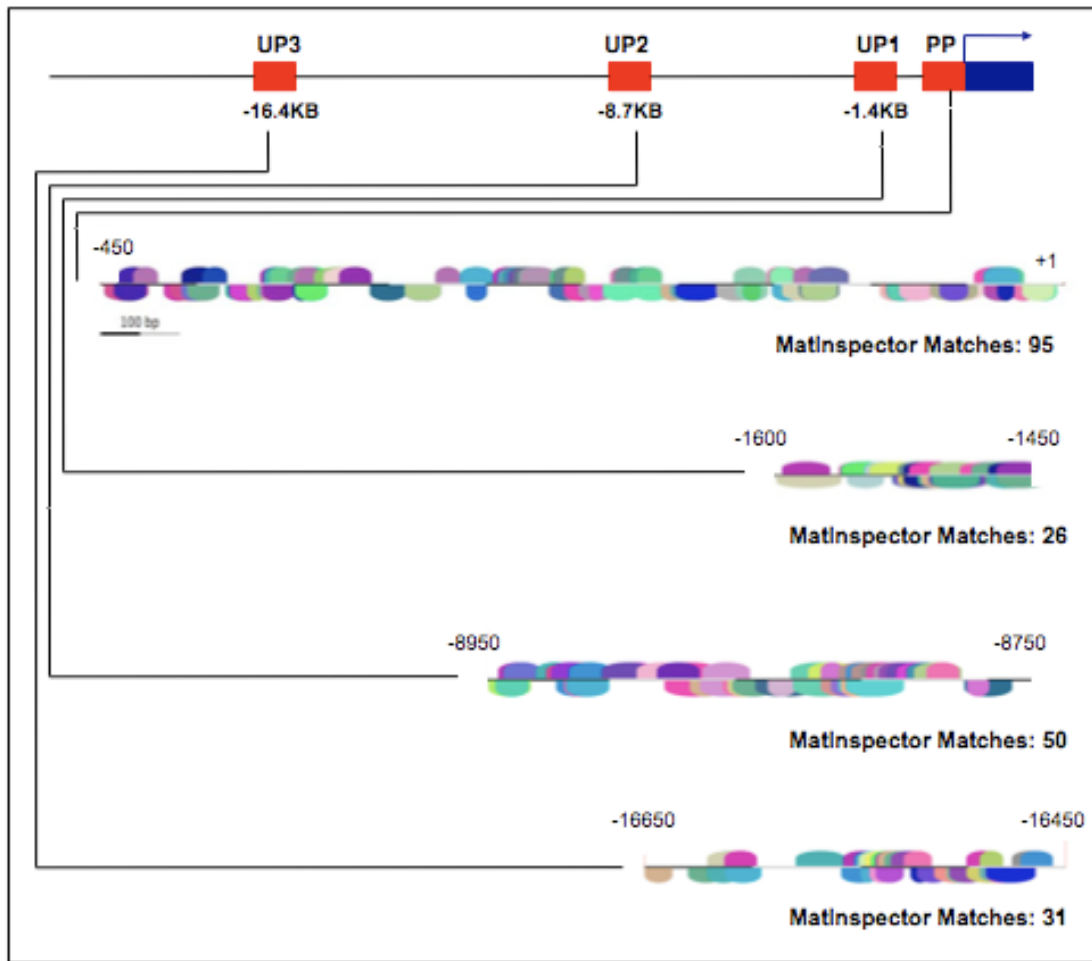 UP3 UP2 UP1 PP
-16.4KB -8.7KB -1.4KB
-450 +1
100 bp
MatInspector Matches: 95
-1600 -1450
MatInspector Matches: 26
-8950 -8750
MatInspector Matches: 50
-16650 -16450
MatInspector Matches: 31